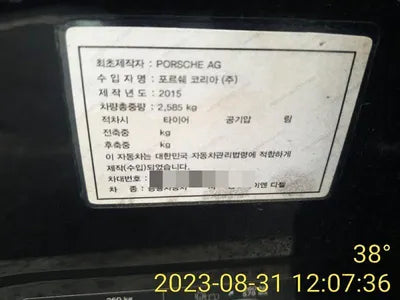 최초제작자 : PORSCHE AG
수 입 자 명 : 포르쉐 코리아 (주)
제 작 년 도 : 2015
차량총중량 : 2,585 kg
적차시 타이어 공기압 림
전축중 kg
후축중 kg
이 자동차는 대한민국 자동차관리법령에 적합하게
제작(수입)되었습니다.
차대번호 :
차 종 : 디젤
38°
2023-08-31 12:07:36